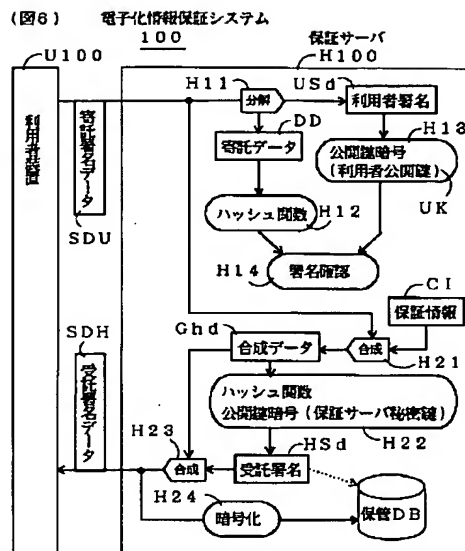 (図6) 電子化情報保証システム
100
U100
保証サーバ
H100
H11
USd
分解
利用者署名
DD
H13
寄託データ
公開鍵暗号
(利用者公開鍵)
寄託署名データ
SDU
利用者装置
ハッシュ関数
H12
UK
H14
署名確認
CI
保証情報
SDH
Ghd
合成データ
合成
H21
受託署名データ
ハッシュ関数
公開鍵暗号(保証サーバ秘密鍵)
H23
H22
HSd
合成
受託署名
H24
暗号化
保管DB